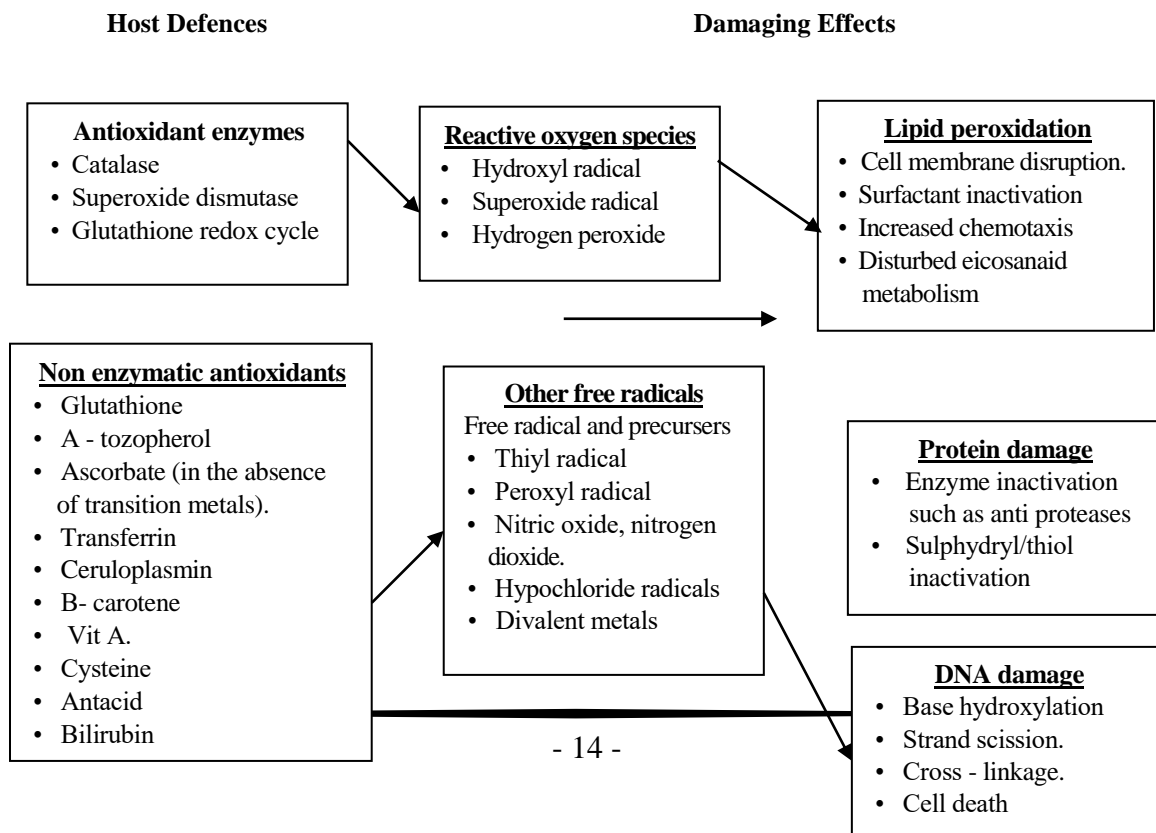 Host Defences
Damaging Effects
Antioxidant enzymes
• Catalase
• Superoxide dismutase
• Glutathione redox cycle
Reactive oxygen species
• Hydroxyl radical
• Superoxide radical
• Hydrogen peroxide
Lipid peroxidation
• Cell membrane disruption.
• Surfactant inactivation
• Increased chemotaxis
• Disturbed eicosanaid
metabolism
Non enzymatic antioxidants
• Glutathione
• A - tozopherol
• Ascorbate (in the absence
of transition metals).
• Transferrin
• Ceruloplasmin
• B- carotene
• Vit A.
• Cysteine
• Antacid
• Bilirubin
Other free radicals
Free radical and precursers
• Thiyl radical
• Peroxyl radical
• Nitric oxide, nitrogen
dioxide.
• Hypochloride radicals
• Divalent metals
Protein damage
• Enzyme inactivation
such as anti proteases
• Sulphydryl/thiol
inactivation
DNA damage
• Base hydroxylation
• Strand scission.
• Cross - linkage.
• Cell death
- 14 -